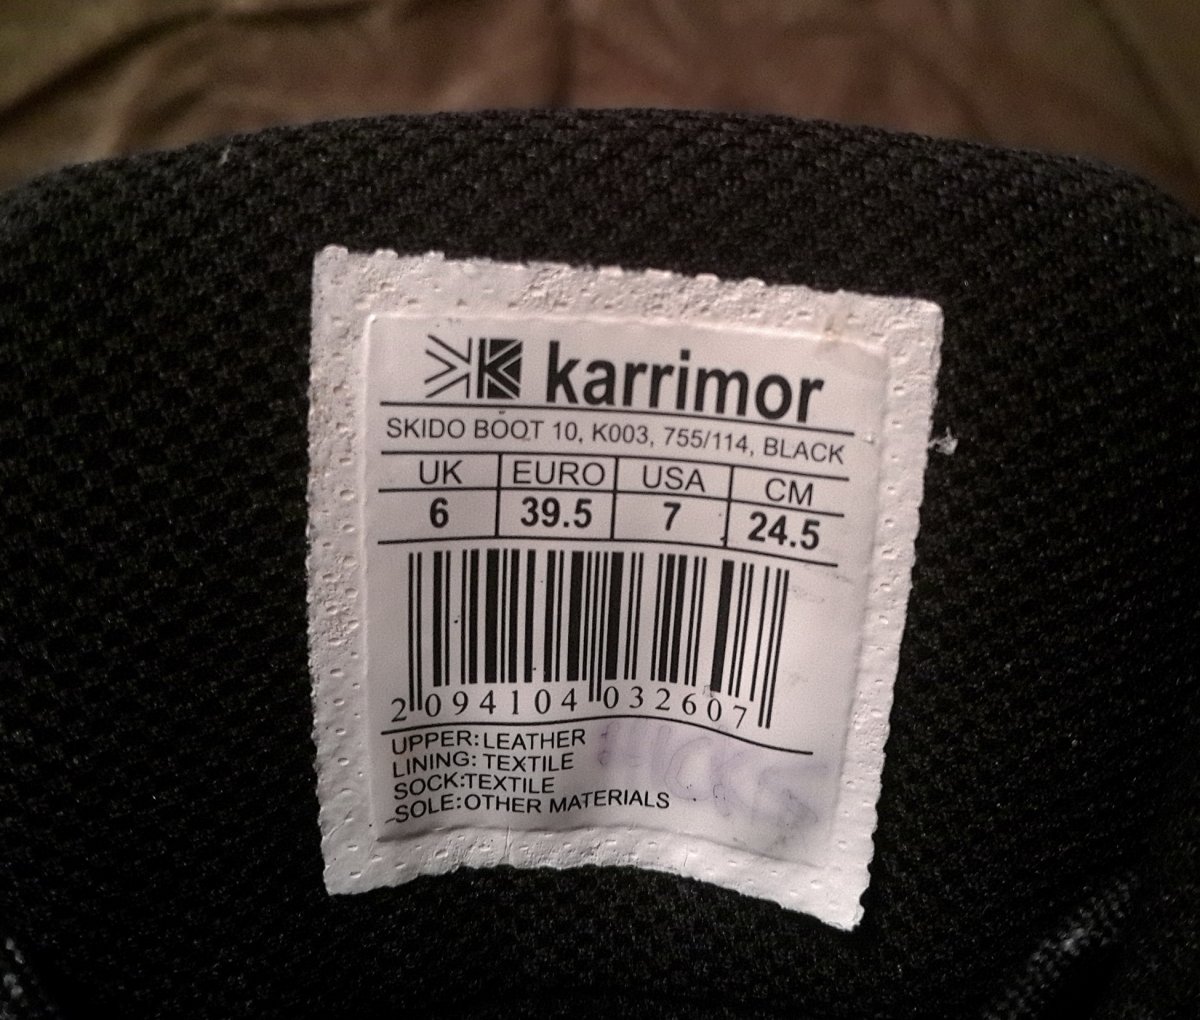 karrimor
SKIDO BOOT 10, K003, 755/114, BLACK
UK EURO USA CM
6 39.5 7 24.5
2 094104 032607
UPPER:LEATHER
LINING: TEXTILE
SOCK:TEXTILE
SOLE:OTHER MATERIALS
HICKS